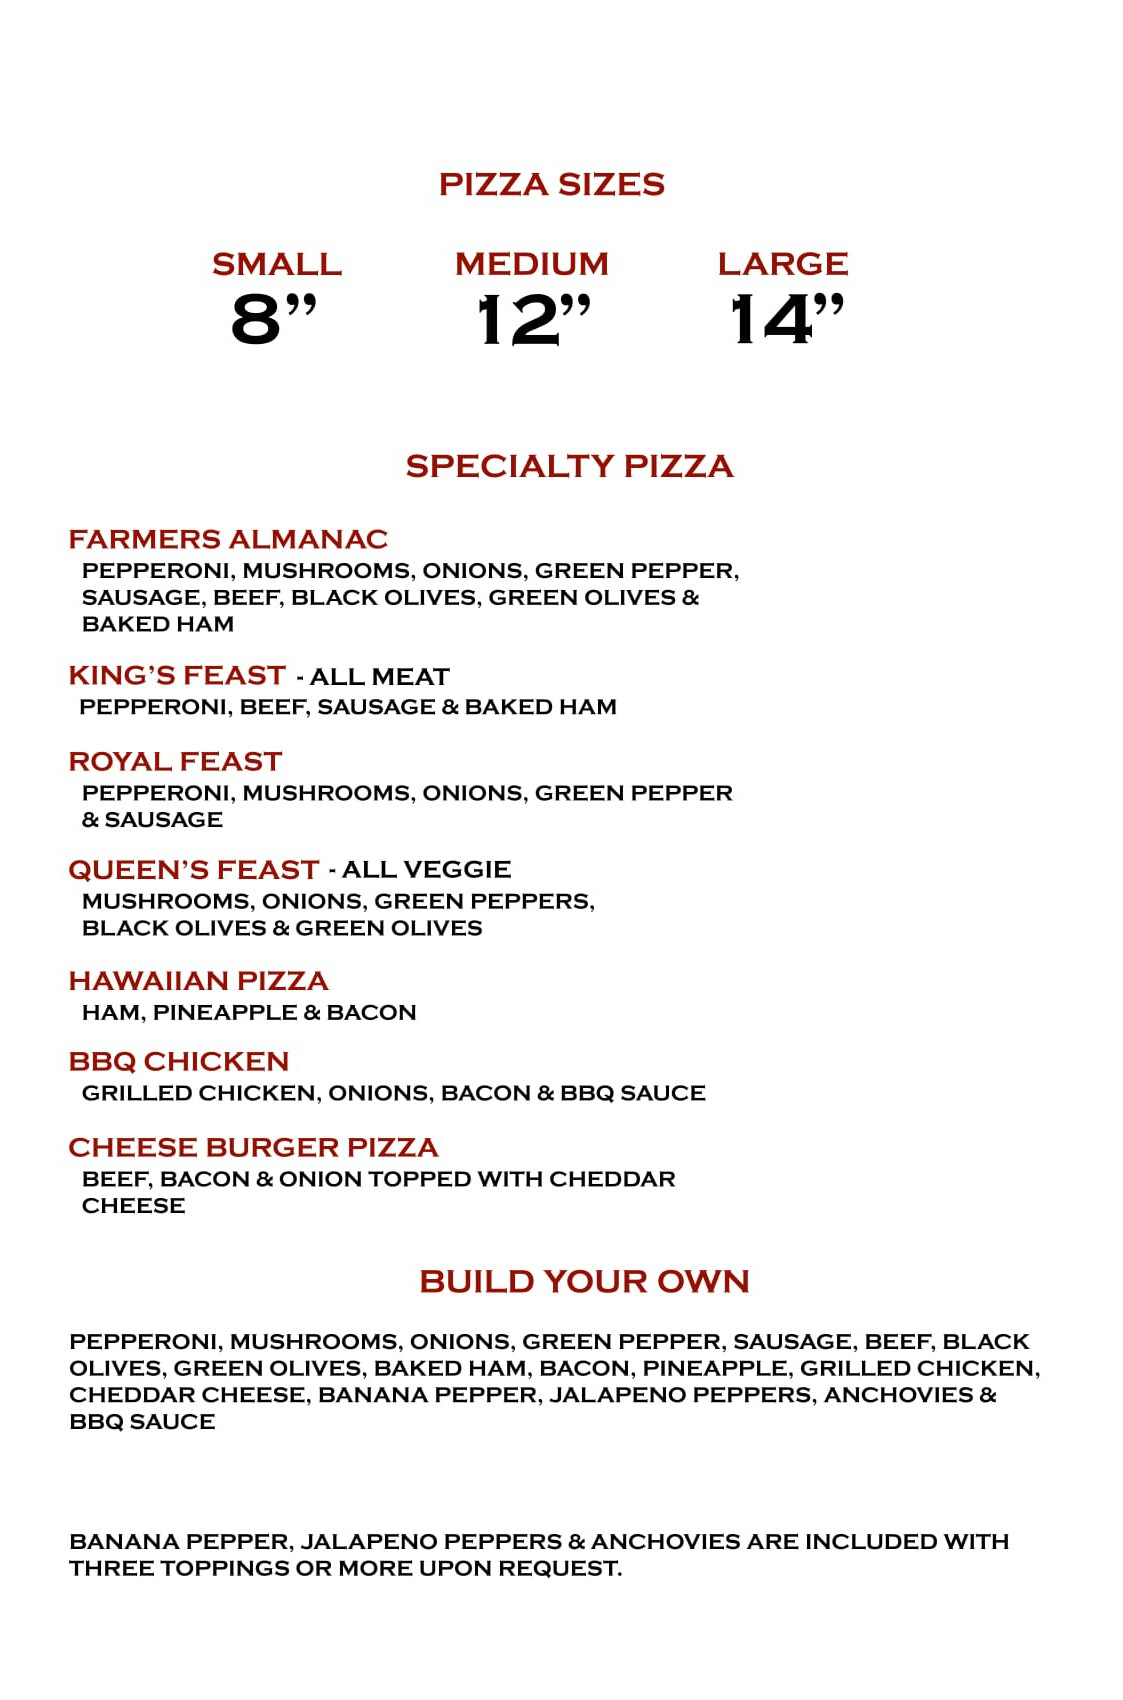 PIZZA SIZES
SMALL MEDIUM LARGE
8” 12” 14”
SPECIALTY PIZZA
FARMERS ALMANAC
PEPPERONI, MUSHROOMS, ONIONS, GREEN PEPPER,
SAUSAGE, BEEF, BLACK OLIVES, GREEN OLIVES &
BAKED HAM
KING’S FEAST - ALL MEAT
PEPPERONI, BEEF, SAUSAGE & BAKED HAM
ROYAL FEAST
PEPPERONI, MUSHROOMS, ONIONS, GREEN PEPPER
& SAUSAGE
QUEEN’S FEAST - ALL VEGGIE
MUSHROOMS, ONIONS, GREEN PEPPERS,
BLACK OLIVES & GREEN OLIVES
HAWAIIAN PIZZA
HAM, PINEAPPLE & BACON
BBQ CHICKEN
GRILLED CHICKEN, ONIONS, BACON & BBQ SAUCE
CHEESE BURGER PIZZA
BEEF, BACON & ONION TOPPED WITH CHEDDAR
CHEESE
BUILD YOUR OWN
PEPPERONI, MUSHROOMS, ONIONS, GREEN PEPPER, SAUSAGE, BEEF, BLACK
OLIVES, GREEN OLIVES, BAKED HAM, BACON, PINEAPPLE, GRILLED CHICKEN,
CHEDDAR CHEESE, BANANA PEPPER, JALAPENO PEPPERS, ANCHOVIES &
BBQ SAUCE
BANANA PEPPER, JALAPENO PEPPERS & ANCHOVIES ARE INCLUDED WITH
THREE TOPPINGS OR MORE UPON REQUEST.